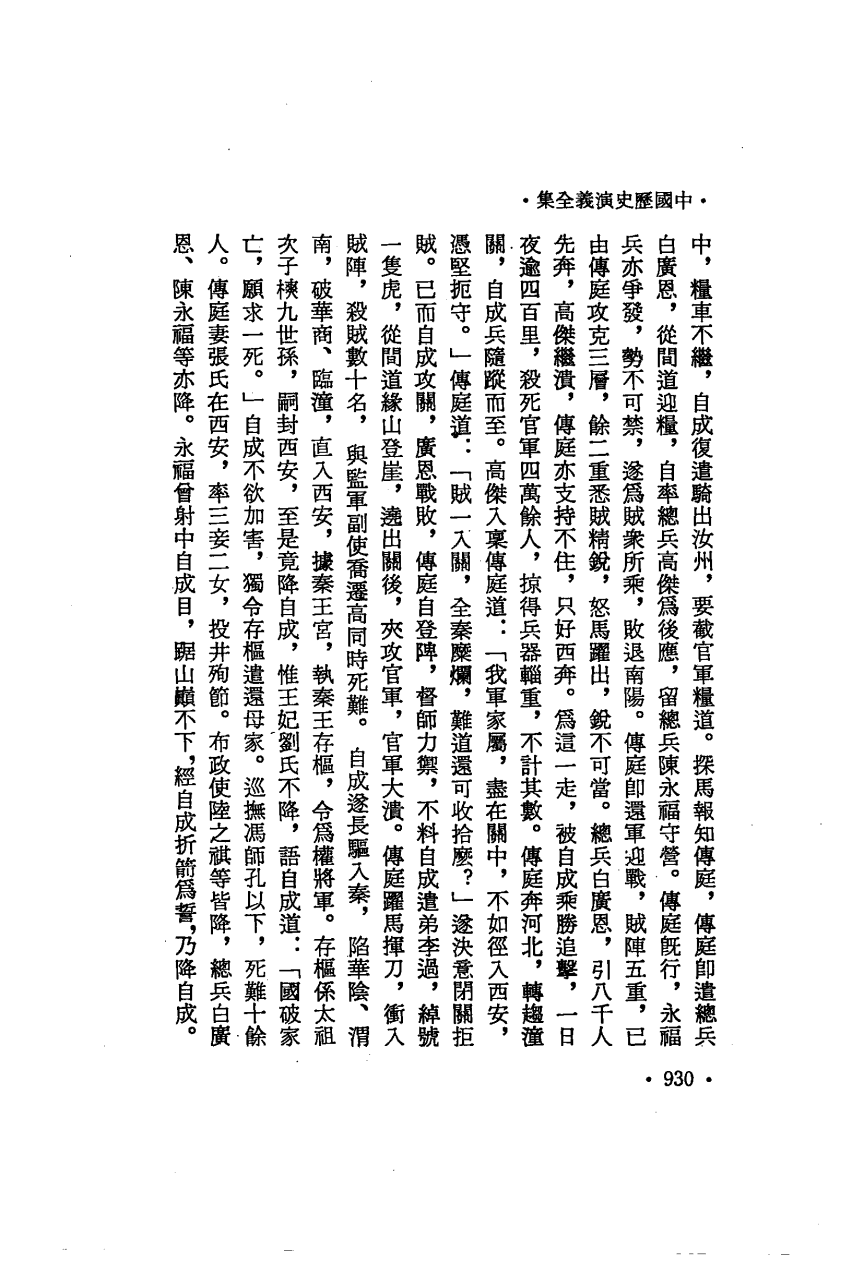 •中國歷史演義全集•
中，糧車不繼，自成復遣騎出汝州，要截官軍糧道。探馬報知傳庭，傳庭卽遣總兵
白廣恩，從間道迎糧，自率總兵高傑爲後應，留總兵陳永福守營。傳庭旣行，永福
兵亦爭發，勢不可禁，遂爲賊衆所乘，敗退南陽。傳庭卽還軍迎戰，賊陣五重，已
由傳庭攻克三層，餘二重悉賊精銳，怒馬躍出，銳不可當。總兵白廣恩，引八千人
先奔，高傑繼潰，傳庭亦支持不住，只好西奔。爲這一走，被自成乘勝追擊，一日
夜逾四百里，殺死官軍四萬餘人，掠得兵器輜重，不計其數。傳庭奔河北，轉趨潼
關，自成兵隨蹤而至。高傑入稟傳庭道：「我軍家屬，盡在關中，不如徑入西安，
憑堅扼守。」傳庭道：「賊一入關，全秦糜爛，難道還可收拾麼？」遂決意閉關拒
賊。已而自成攻關，廣恩戰敗，傳庭自登陴，督師力禦，不料自成遣弟李過，綽號
一隻虎，從間道緣山登崖，遶出關後，夾攻官軍，官軍大潰。傳庭躍馬揮刀，衝入
賊陣，殺賊數十名，與監軍副使喬遷高同時死難。自成遂長驅入秦，陷華陰、渭
南，破華商、臨潼，直入西安，據秦王宮，執秦王存樞，令爲權將軍。存樞係太祖
次子樉九世孫，嗣封西安，至是竟降自成，惟王妃劉氏不降，語自成道：「國破家
亡，願求一死。」自成不欲加害，獨令存樞遣還母家。巡撫馮師孔以下，死難十餘
人。傳庭妻張氏在西安，率三妾二女，投井殉節。布政使陸之祺等皆降，總兵白廣
恩、陳永福等亦降。永福曾射中自成目，踞山巔不下，經自成折箭爲誓，乃降自成。
•930•